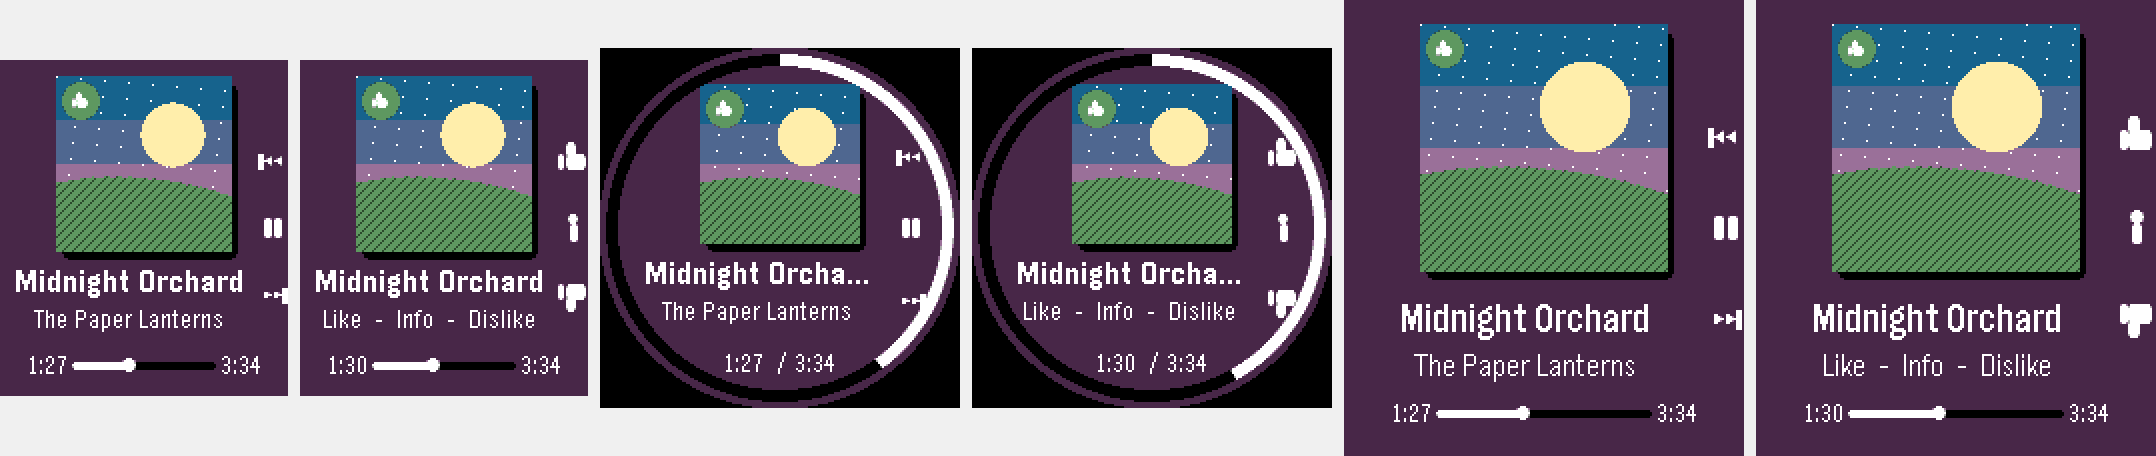 Midnight Orchard
The Paper Lanterns
1:27 3:34
Midnight Orchard
Like - Info - Dislike
1:30 3:34
Midnight Orcha...
The Paper Lanterns
1:27 / 3:34
Midnight Orcha...
Like - Info - Dislike
1:30 / 3:34
Midnight Orchard
The Paper Lanterns
1:27 3:34
Midnight Orchard
Like - Info - Dislike
1:30 3:34